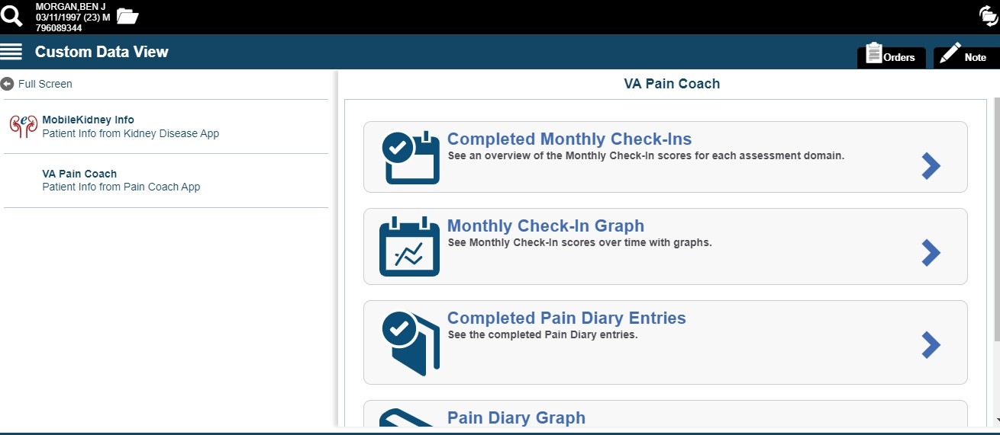 MORGAN,BEN J
03/11/1997 (23) M
796089344
Custom Data View
Orders
Note
Full Screen
MobileKidney Info
Patient Info from Kidney Disease App
VA Pain Coach
Patient Info from Pain Coach App
VA Pain Coach
Completed Monthly Check-Ins
See an overview of the Monthly Check-In scores for each assessment domain.
Monthly Check-In Graph
See Monthly Check-In scores over time with graphs.
Completed Pain Diary Entries
See the completed Pain Diary entries.
Pain Diary Graph